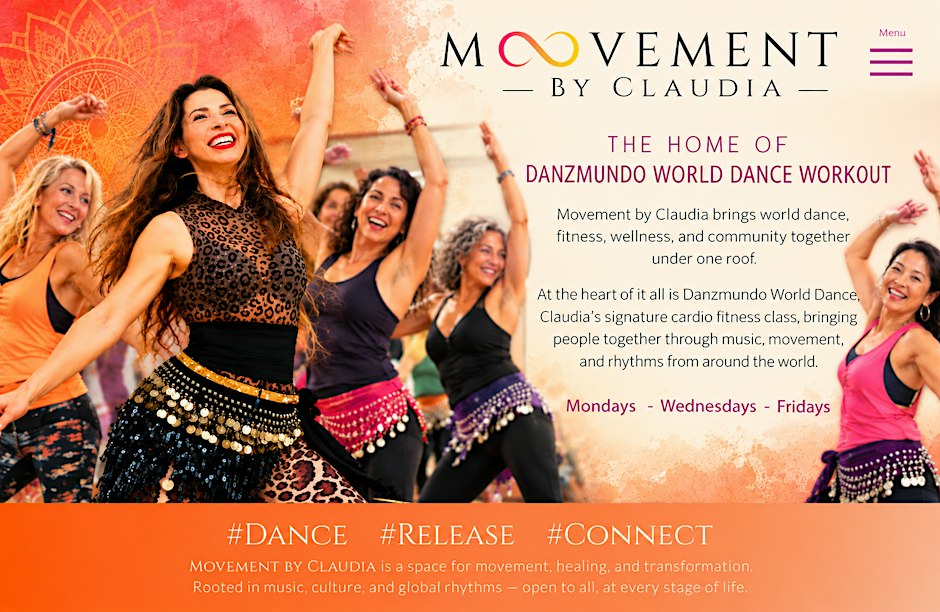 MOOVEMENT
— BY CLAUDIA —
Menu
THE HOME OF
DANZMUNDO WORLD DANCE WORKOUT
Movement by Claudia brings world dance,
fitness, wellness, and community together
under one roof.
At the heart of it all is Danzmundo World Dance,
Claudia’s signature cardio fitness class, bringing
people together through music, movement,
and rhythms from around the world.
Mondays - Wednesdays - Fridays
#DANCE #RELEASE #CONNECT
MOVEMENT BY CLAUDIA is a space for movement, healing, and transformation.
Rooted in music, culture, and global rhythms — open to all, at every stage of life.